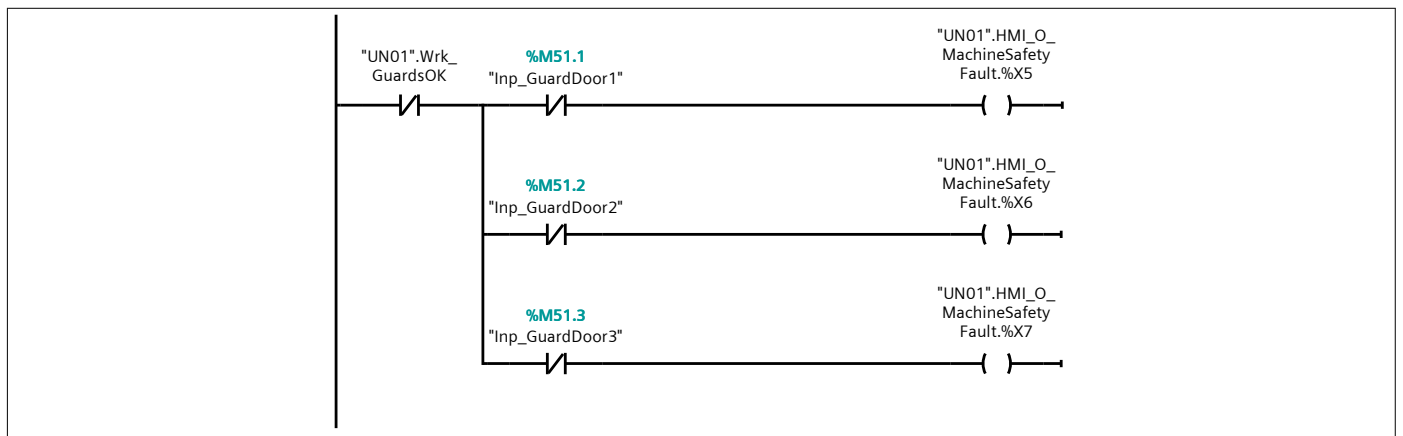 "UN01".Wrk_
GuardsOK
%M51.1
"Inp_GuardDoor1"
"UN01".HMI_O_
MachineSafety
Fault.%X5
%M51.2
"Inp_GuardDoor2"
"UN01".HMI_O_
MachineSafety
Fault.%X6
%M51.3
"Inp_GuardDoor3"
"UN01".HMI_O_
MachineSafety
Fault.%X7